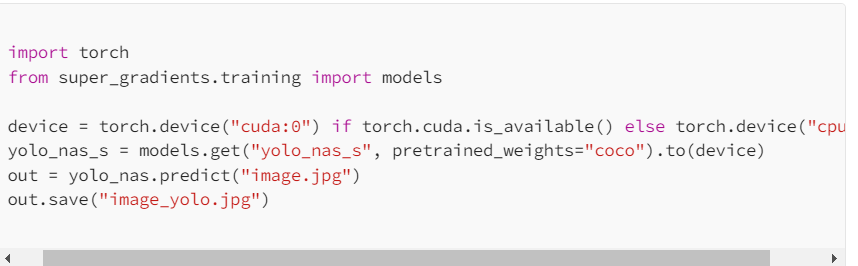 import torch
from super_gradients.training import models
device = torch.device("cuda:0") if torch.cuda.is_available() else torch.device("cpu
yolo_nas_s = models.get("yolo_nas_s", pretrained_weights="coco").to(device)
out = yolo_nas.predict("image.jpg")
out.save("image_yolo.jpg")